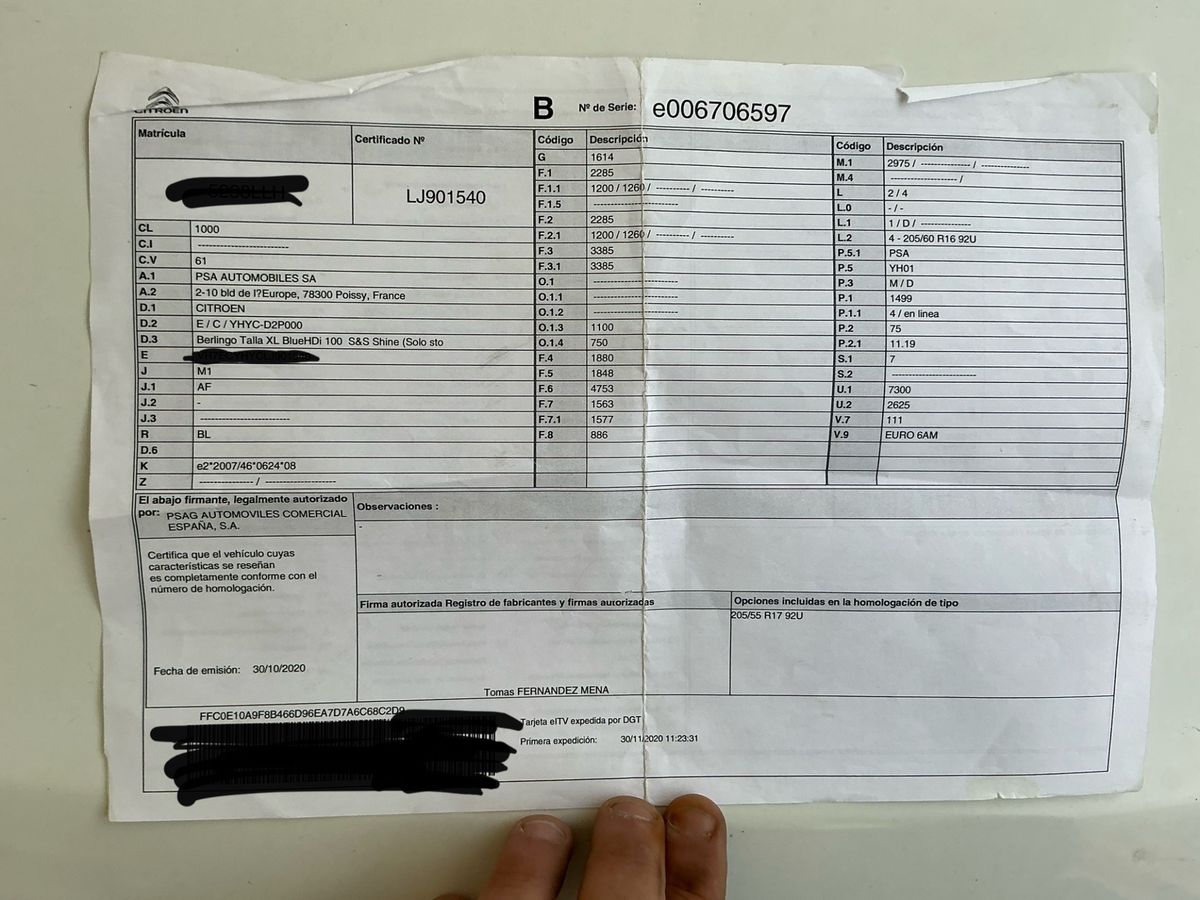 CITROËN
B Nº de Serie: e006706597
Matrícula
Certificado Nº
LJ901540
CL 1000
C.I ------------------------
C.V 61
A.1 PSA AUTOMOBILES SA
A.2 2-10 bld de l?Europe, 78300 Poissy, France
D.1 CITROEN
D.2 E / C / YHYC-D2P000
D.3 Berlingo Talla XL BlueHDi 100 S&S Shine (Solo sto
E
J M1
J.1 AF
J.2 -
J.3 ------------------------
R BL
D.6
K e2*2007/46*0624*08
Z -------------- / -------------------
Código Descripción
G 1614
F.1 2285
F.1.1 1200 / 1260 / --------- / ---------
F.1.5 ----------------------
F.2 2285
F.2.1 1200 / 1260 / --------- / ---------
F.3 3385
F.3.1 3385
O.1 ----------------------
O.1.1 ----------------------
O.1.2 ----------------------
O.1.3 1100
O.1.4 750
F.4 1880
F.5 1848
F.6 4753
F.7 1563
F.7.1 1577
F.8 886
Código Descripción
M.1 2975 / ------------- / -------------
M.4 ------------------ /
L 2 / 4
L.0 - / -
L.1 1 / D / -------------
L.2 4 - 205/60 R16 92U
P.5.1 PSA
P.5 YH01
P.3 M / D
P.1 1499
P.1.1 4 / en linea
P.2 75
P.2.1 11.19
S.1 7
S.2 ----------------------
U.1 7300
U.2 2625
V.7 111
V.9 EURO 6AM
El abajo firmante, legalmente autorizado
por: PSAG AUTOMOVILES COMERCIAL
ESPAÑA, S.A.
Certifica que el vehículo cuyas
características se reseñan
es completamente conforme con el
número de homologación.
Fecha de emisión: 30/10/2020
Observaciones :
-
Firma autorizada Registro de fabricantes y firmas autorizadas
Tomas FERNANDEZ MENA
Opciones incluidas en la homologación de tipo
205/55 R17 92U
FFC0E10A9F8B466D96EA7D7A6C68C2D9
Tarjeta eITV expedida por DGT
Primera expedición: 30/11/2020 11:23:31